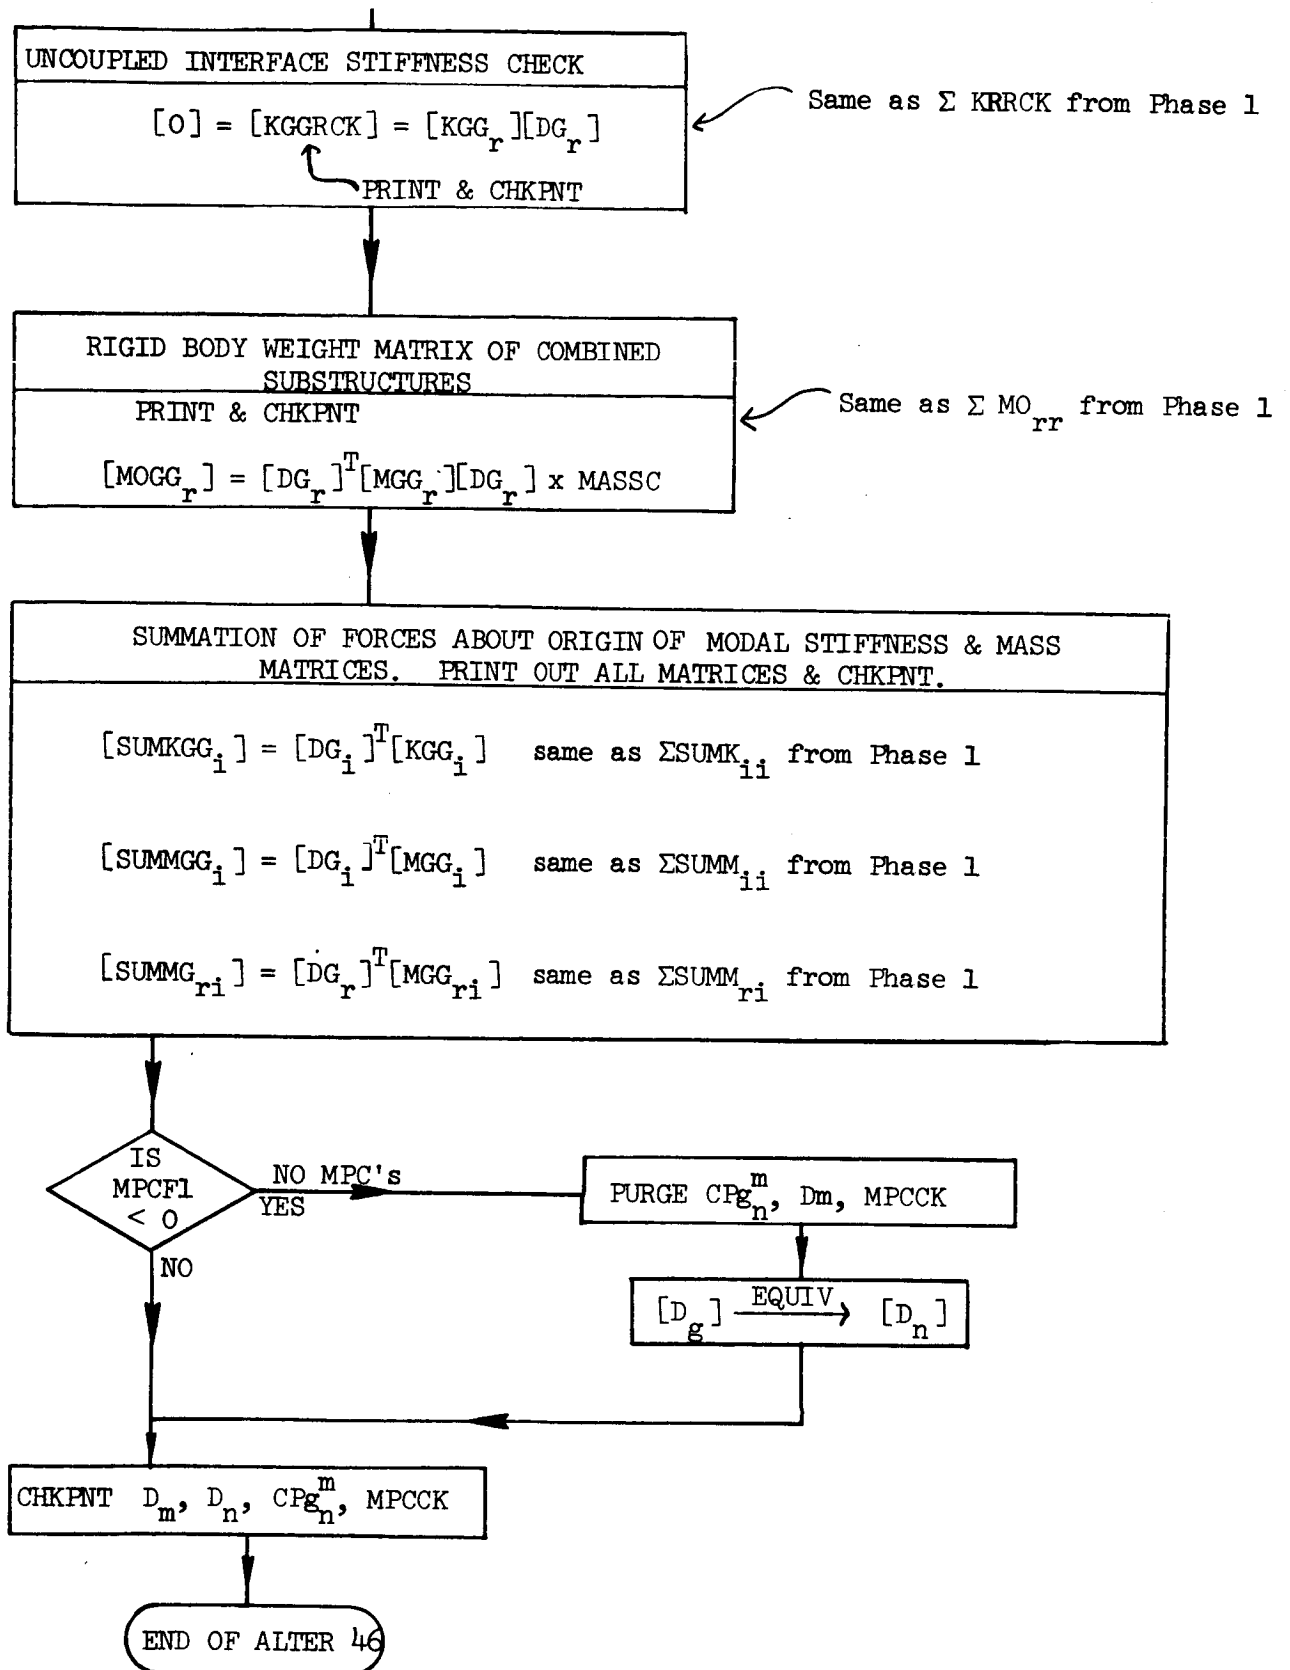 UNCOUPLED INTERFACE STIFFNESS CHECK
[O] = [KGGRCK] = [KGG_r][DG_r]
PRINT & CHKPNT
Same as Σ KRRCK from Phase 1
RIGID BODY WEIGHT MATRIX OF COMBINED
SUBSTRUCTURES
PRINT & CHKPNT
[MOGG_r] = [DG_r]^T[MGG_r][DG_r] x MASSC
Same as Σ MO_rr from Phase 1
SUMMATION OF FORCES ABOUT ORIGIN OF MODAL STIFFNESS & MASS
MATRICES. PRINT OUT ALL MATRICES & CHKPNT.
[SUMKGG_i] = [DG_i]^T[KGG_i] same as ΣSUMK_ii from Phase 1
[SUMMGG_i] = [DG_i]^T[MGG_i] same as ΣSUMM_ii from Phase 1
[SUMMG_ri] = [DG_r]^T[MGG_ri] same as ΣSUMM_ri from Phase 1
IS
MPCF1
< 0
NO MPC's
YES
NO
PURGE CPg_n^m, Dm, MPCCK
[D_g] EQUIV → [D_n]
CHKPNT D_m, D_n, CPg_n^m, MPCCK
END OF ALTER 46